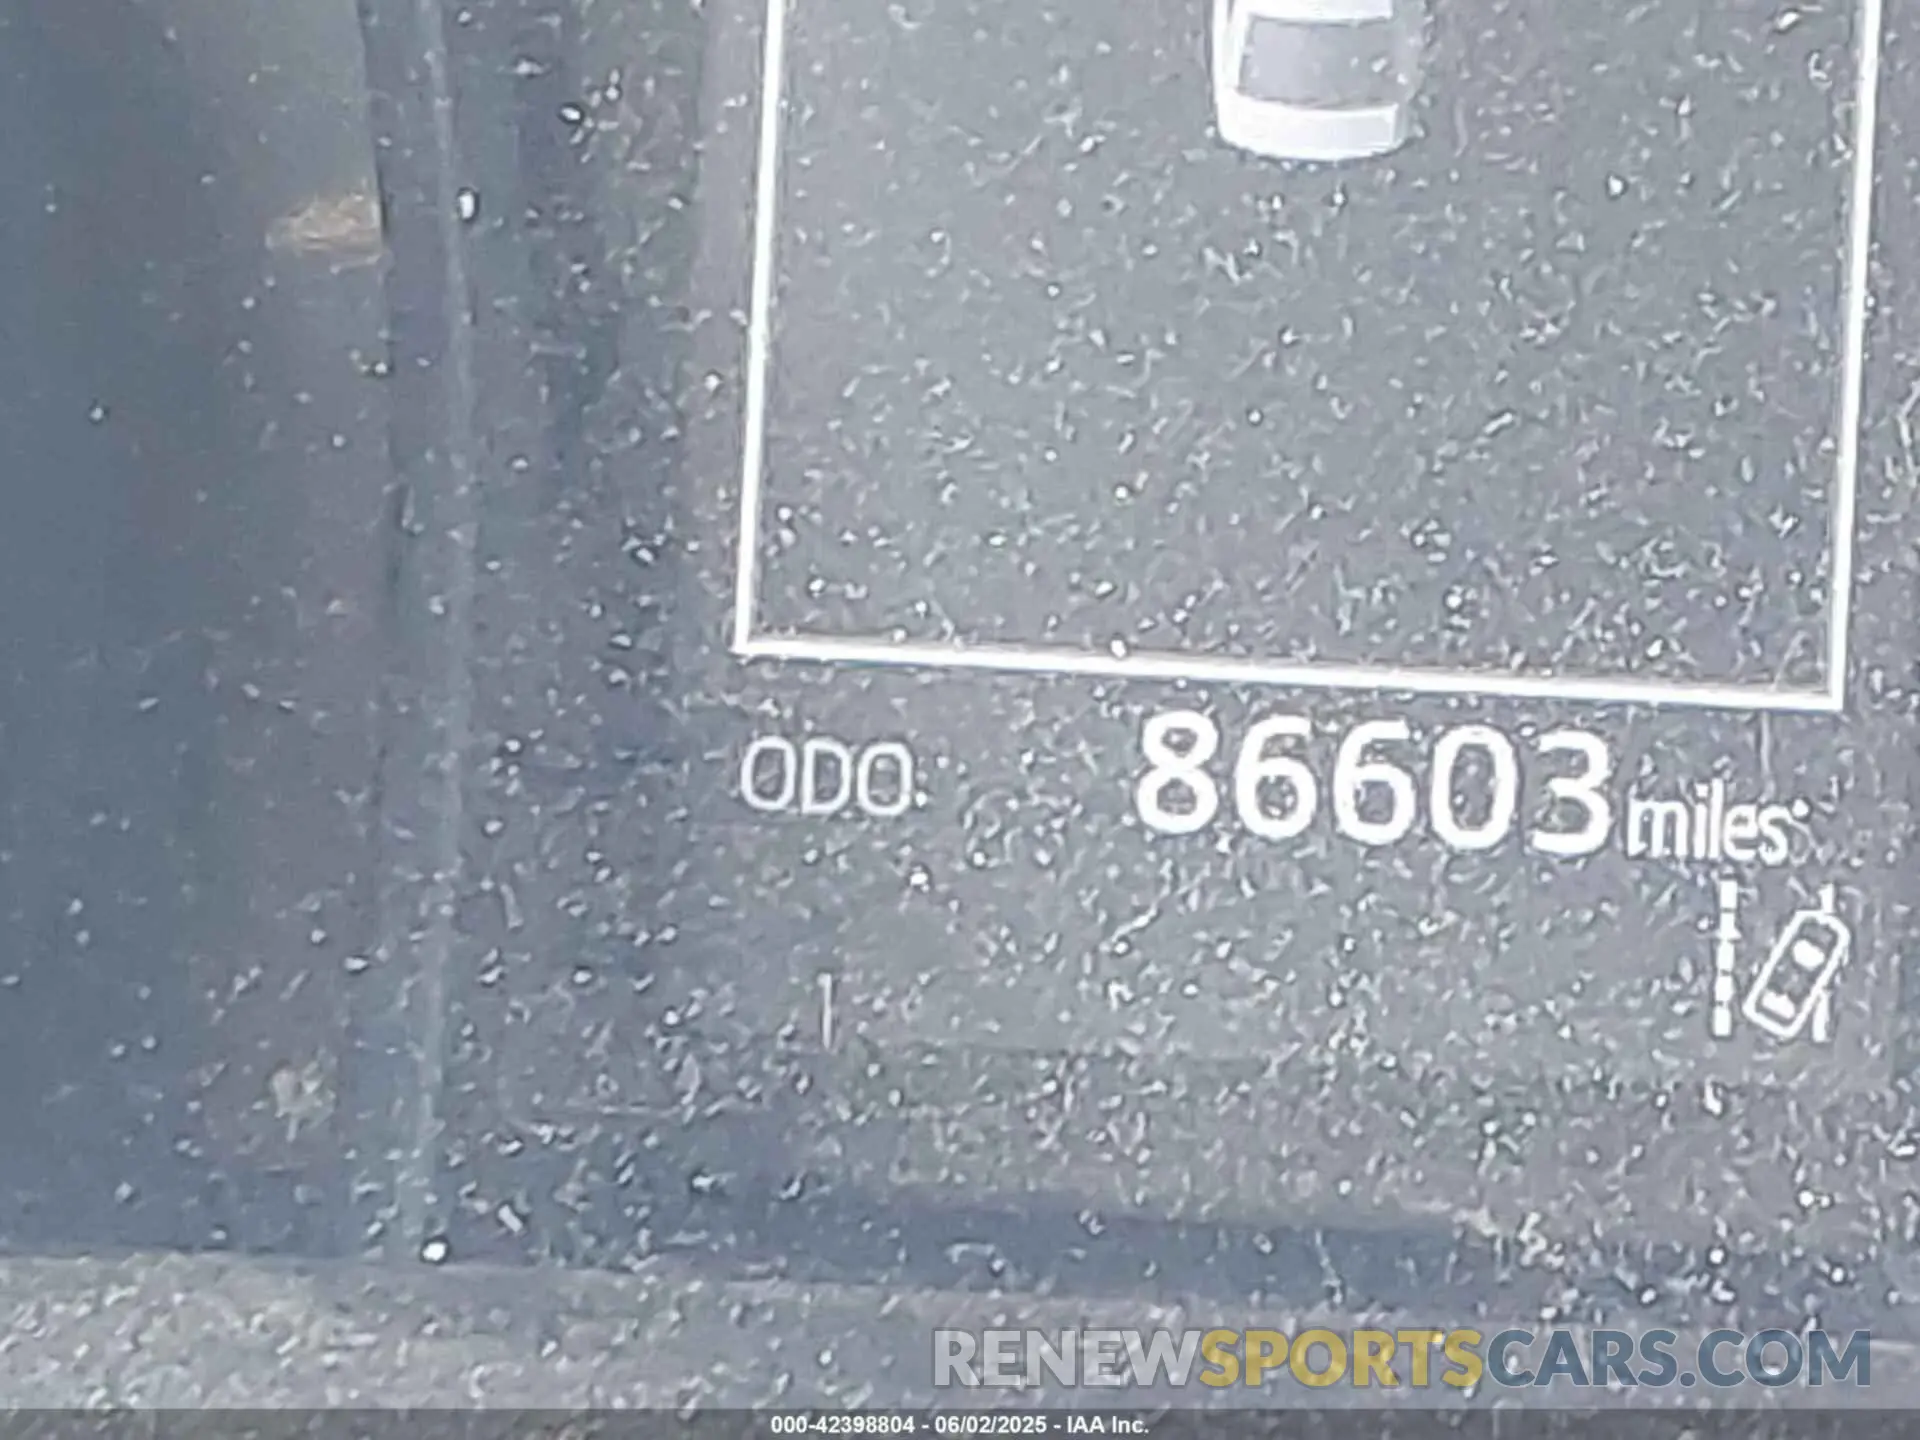 ODO 86603 miles
RENEWSPORTSCARS.COM
000-42398804 - 06/02/2025 - IAA Inc.